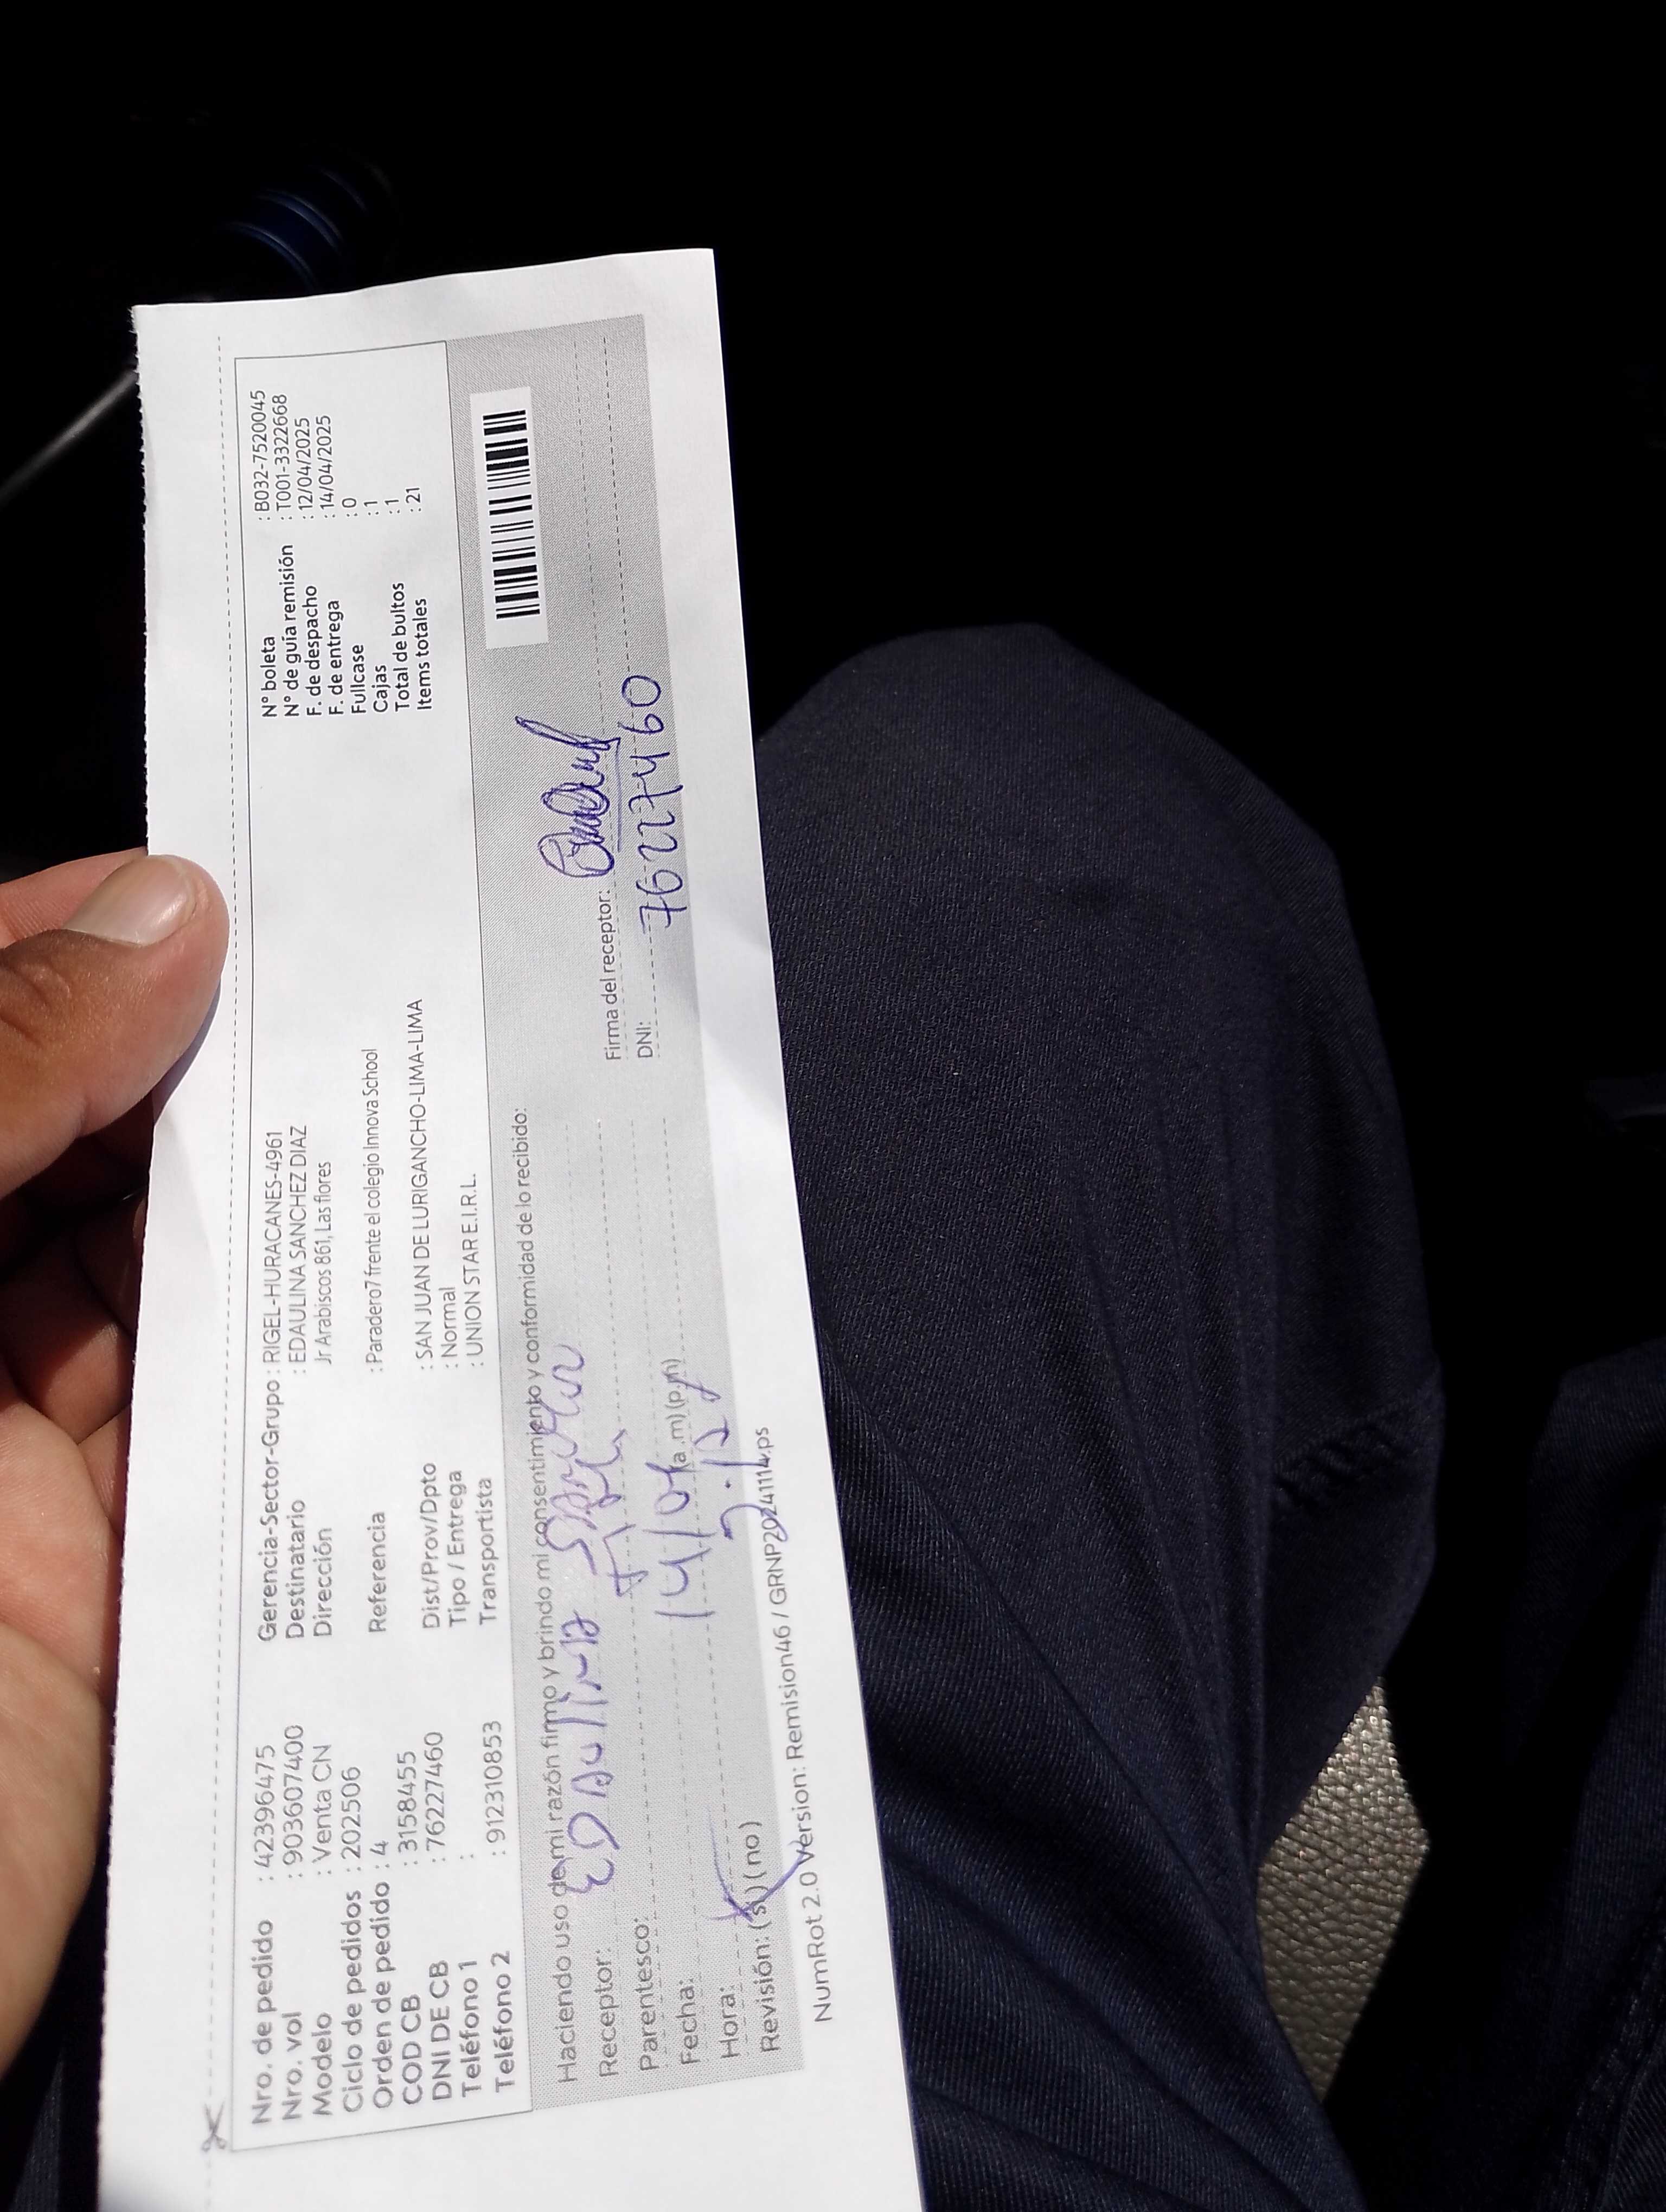 Nro. de pedido : 42396475
Nro. vol : 903607400
Modelo : Venta CN
Ciclo de pedidos : 202506
Orden de pedido : 4
COD CB : 3158455
DNI DE CB : 76227460
Teléfono 1 :
Teléfono 2 : 912310853
Gerencia-Sector-Grupo : RIGEL-HURACANES-4961
Destinatario : EDAULINA SANCHEZ DIAZ
Dirección Jr Arabiscos 861, Las flores
Referencia : Paradero7 frente el colegio Innova School
Dist/Prov/Dpto : SAN JUAN DE LURIGANCHO-LIMA-LIMA
Tipo / Entrega : Normal
Transportista : UNION STAR E.I.R.L.
N° boleta : B032-7520045
N° de guía remisión : T001-3322668
F. de despacho : 12/04/2025
F. de entrega : 14/04/2025
Fullcase : 0
Cajas : 1
Total de bultos : 1
Items totales : 21
Haciendo uso de mi razón firmo y brindo mi consentimiento y conformidad de lo recibido:
Receptor: EDAulina
Parentesco:
Fecha: 14/04
Hora: (a.m) (p.m)
Revisión: (si) (no)
Firma del receptor:
DNI: 76227460
NumRot 2.0 Version: Remision46 / GRNP20241114.ps